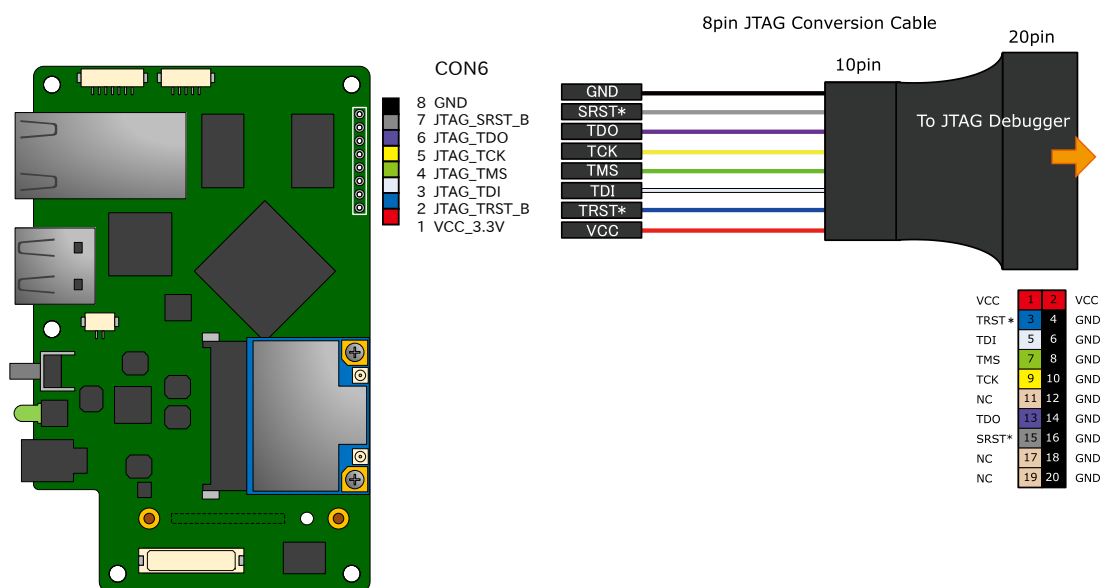 8pin JTAG Conversion Cable
20pin
10pin
To JTAG Debugger
CON6
8 GND
7 JTAG_SRST_B
6 JTAG_TDO
5 JTAG_TCK
4 JTAG_TMS
3 JTAG_TDI
2 JTAG_TRST_B
1 VCC_3.3V
GND
SRST*
TDO
TCK
TMS
TDI
TRST*
VCC
VCC 1 2 VCC
TRST* 3 4 GND
TDI 5 6 GND
TMS 7 8 GND
TCK 9 10 GND
NC 11 12 GND
TDO 13 14 GND
SRST* 15 16 GND
NC 17 18 GND
NC 19 20 GND